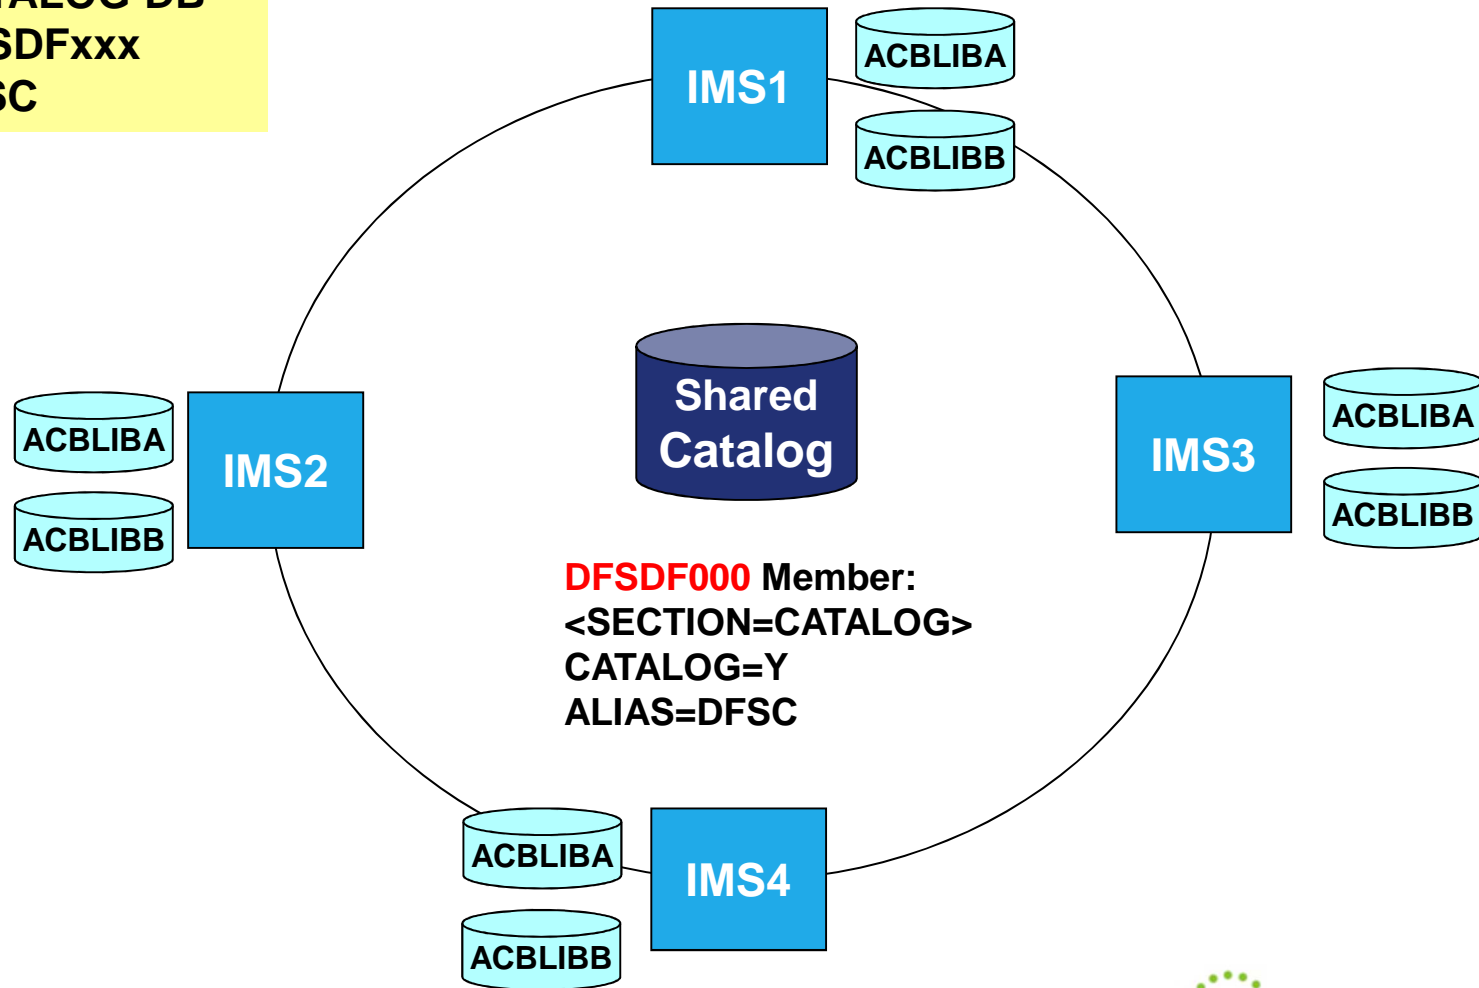 SDFxxx
SC
IMS1
ACBLIBA
ACBLIBB
Shared
Catalog
ACBLIBA
ACBLIBB
IMS2
IMS3
ACBLIBA
ACBLIBB
DFSDF000 Member:
<SECTION=CATALOG>
CATALOG=Y
ALIAS=DFSC
ACBLIBA
ACBLIBB
IMS4